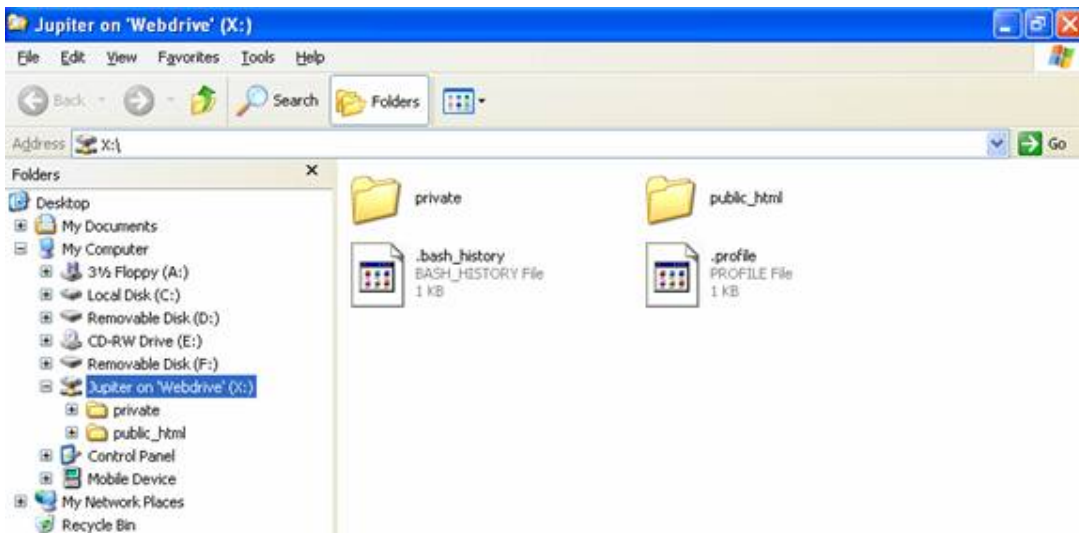 Jupiter on 'Webdrive' (X:)
File Edit View Favorites Tools Help
Back Search Folders
Address X:\ Go
Folders x
Desktop
My Documents
My Computer
3½ Floppy (A:)
Local Disk (C:)
Removable Disk (D:)
CD-RW Drive (E:)
Removable Disk (F:)
Jupiter on 'Webdrive' (X:)
private
public_html
Control Panel
Mobile Device
My Network Places
Recycle Bin
private
public_html
.bash_history
BASH_HISTORY File
1 KB
.profile
PROFILE File
1 KB